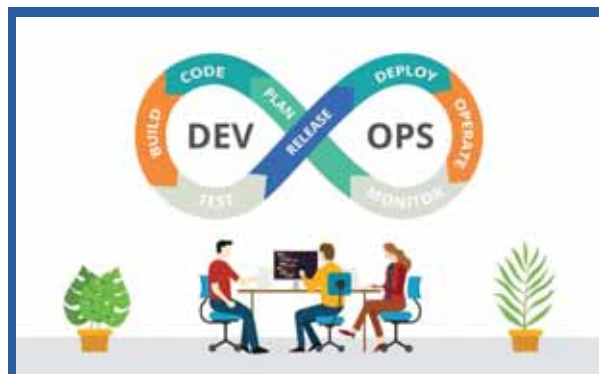 CODE
PLAN
DEPLOY
BUILD
DEV
RELEASE
OPS
OPERATE
TEST
MONITOR